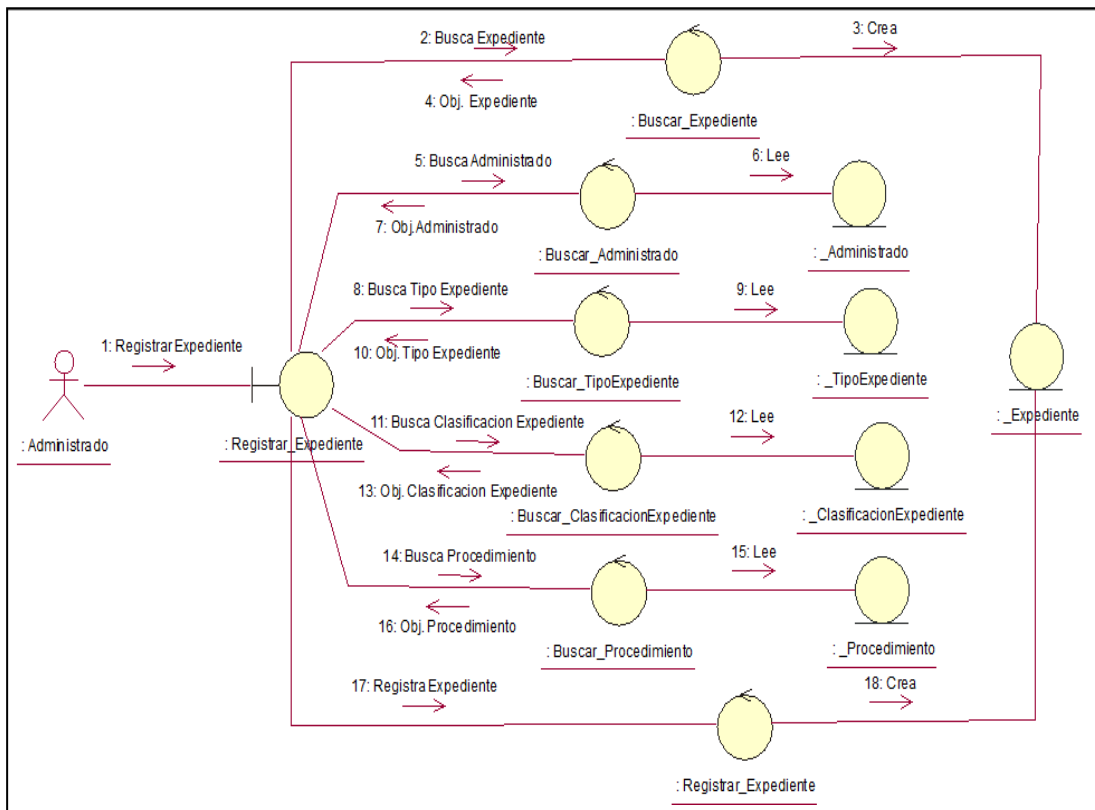 2: Busca Expediente
3: Crea
4: Obj. Expediente
: Buscar_Expediente
5: Busca Administrado
6: Lee
7: Obj.Administrado
: Buscar_Administrado
: _Administrado
8: Busca Tipo Expediente
9: Lee
10: Obj. Tipo Expediente
: Buscar_TipoExpediente
: _TipoExpediente
1: Registrar Expediente
: Administrado
: Registrar_Expediente
: _Expediente
11: Busca Clasificacion Expediente
12: Lee
13: Obj. Clasificacion Expediente
: Buscar_ClasificacionExpediente
: _ClasificacionExpediente
14: Busca Procedimiento
15: Lee
16: Obj. Procedimiento
: Buscar_Procedimiento
: _Procedimiento
17: Registra Expediente
18: Crea
: Registrar_Expediente